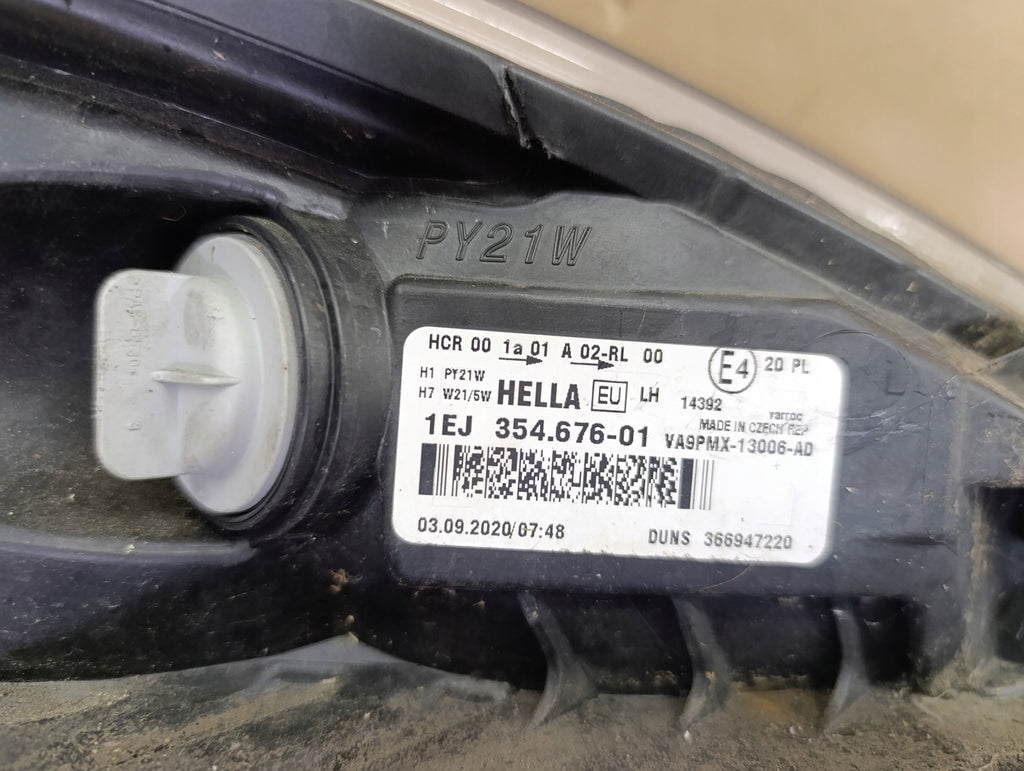 PY21W
HCR 00 1a 01 A 02-RL 00
E4 20 PL
H1 PY21W
H7 W21/5W HELLA EU LH 14392
varroc
MADE IN CZECH REP
1EJ 354.676-01 VA9PMX-13006-AD
03.09.2020/07:48 DUNS 366947220